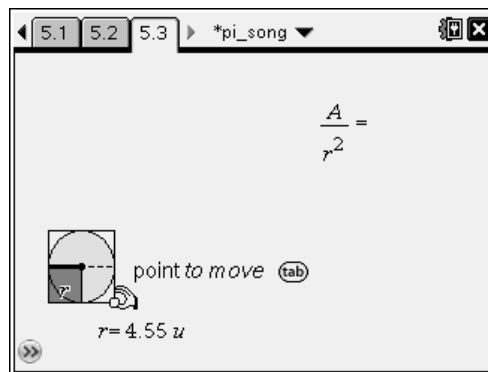 5.1 5.2 5.3 *pi_song
A
r² =
r
point to move tab
r= 4.55 u